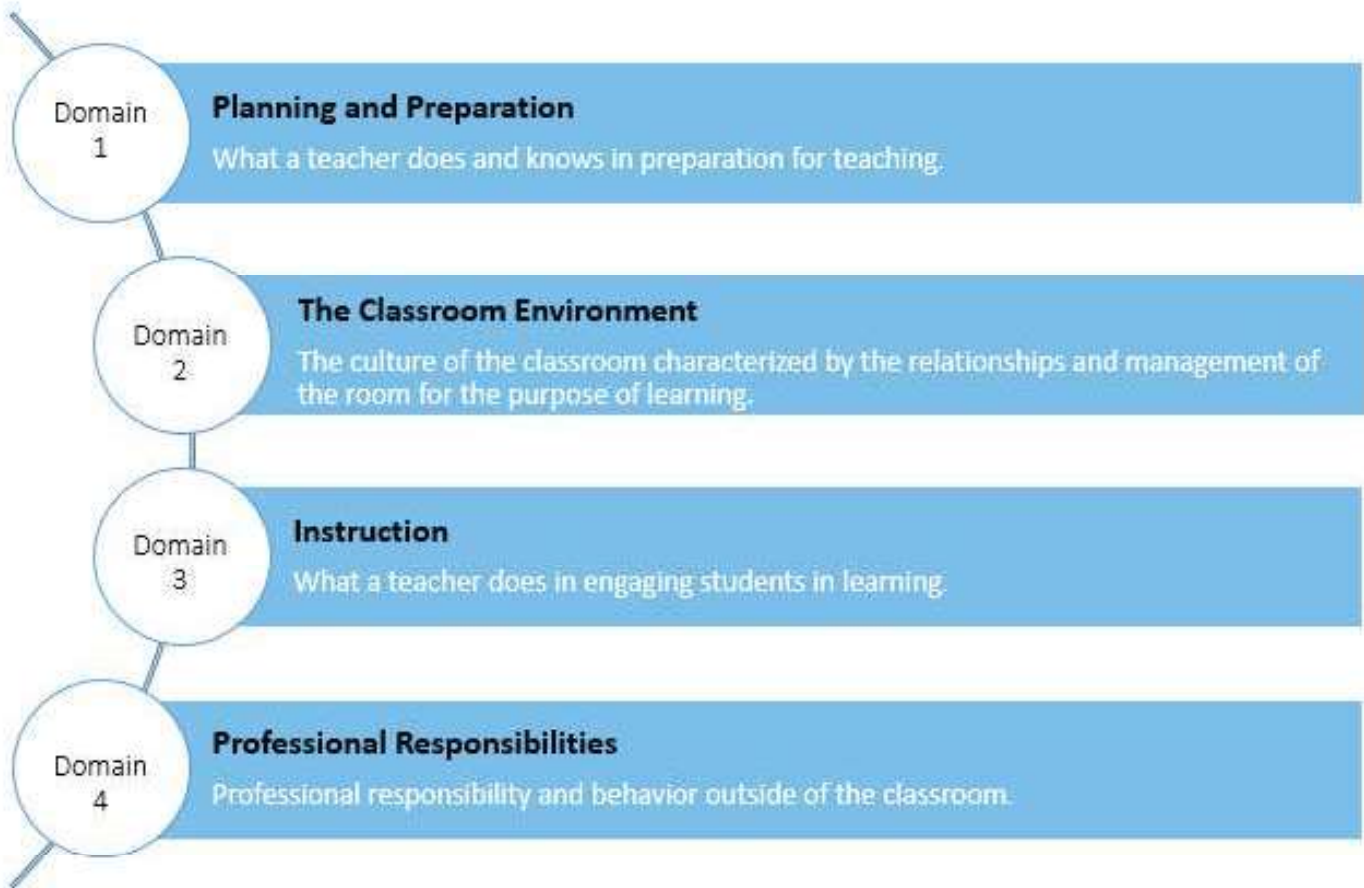 Domain
1
Planning and Preparation
What a teacher does and knows in preparation for teaching.
Domain
2
The Classroom Environment
The culture of the classroom characterized by the relationships and management of
the room for the purpose of learning.
Domain
3
Instruction
What a teacher does in engaging students in learning.
Domain
4
Professional Responsibilities
Professional responsibility and behavior outside of the classroom.